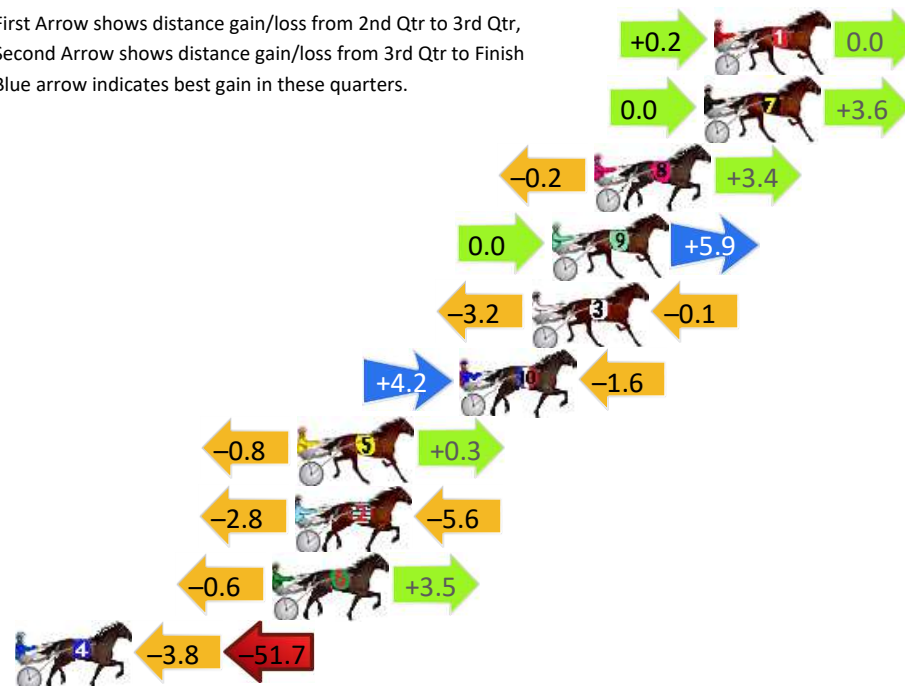 First Arrow shows distance gain/loss from 2nd Qtr to 3rd Qtr,
Second Arrow shows distance gain/loss from 3rd Qtr to Finish
Blue arrow indicates best gain in these quarters.
+0.2 1 0.0
0.0 7 +3.6
−0.2 8 +3.4
0.0 9 +5.9
−3.2 3 −0.1
+4.2 10 −1.6
−0.8 5 +0.3
−2.8 2 −5.6
−0.6 +3.5
4 −3.8 −51.7